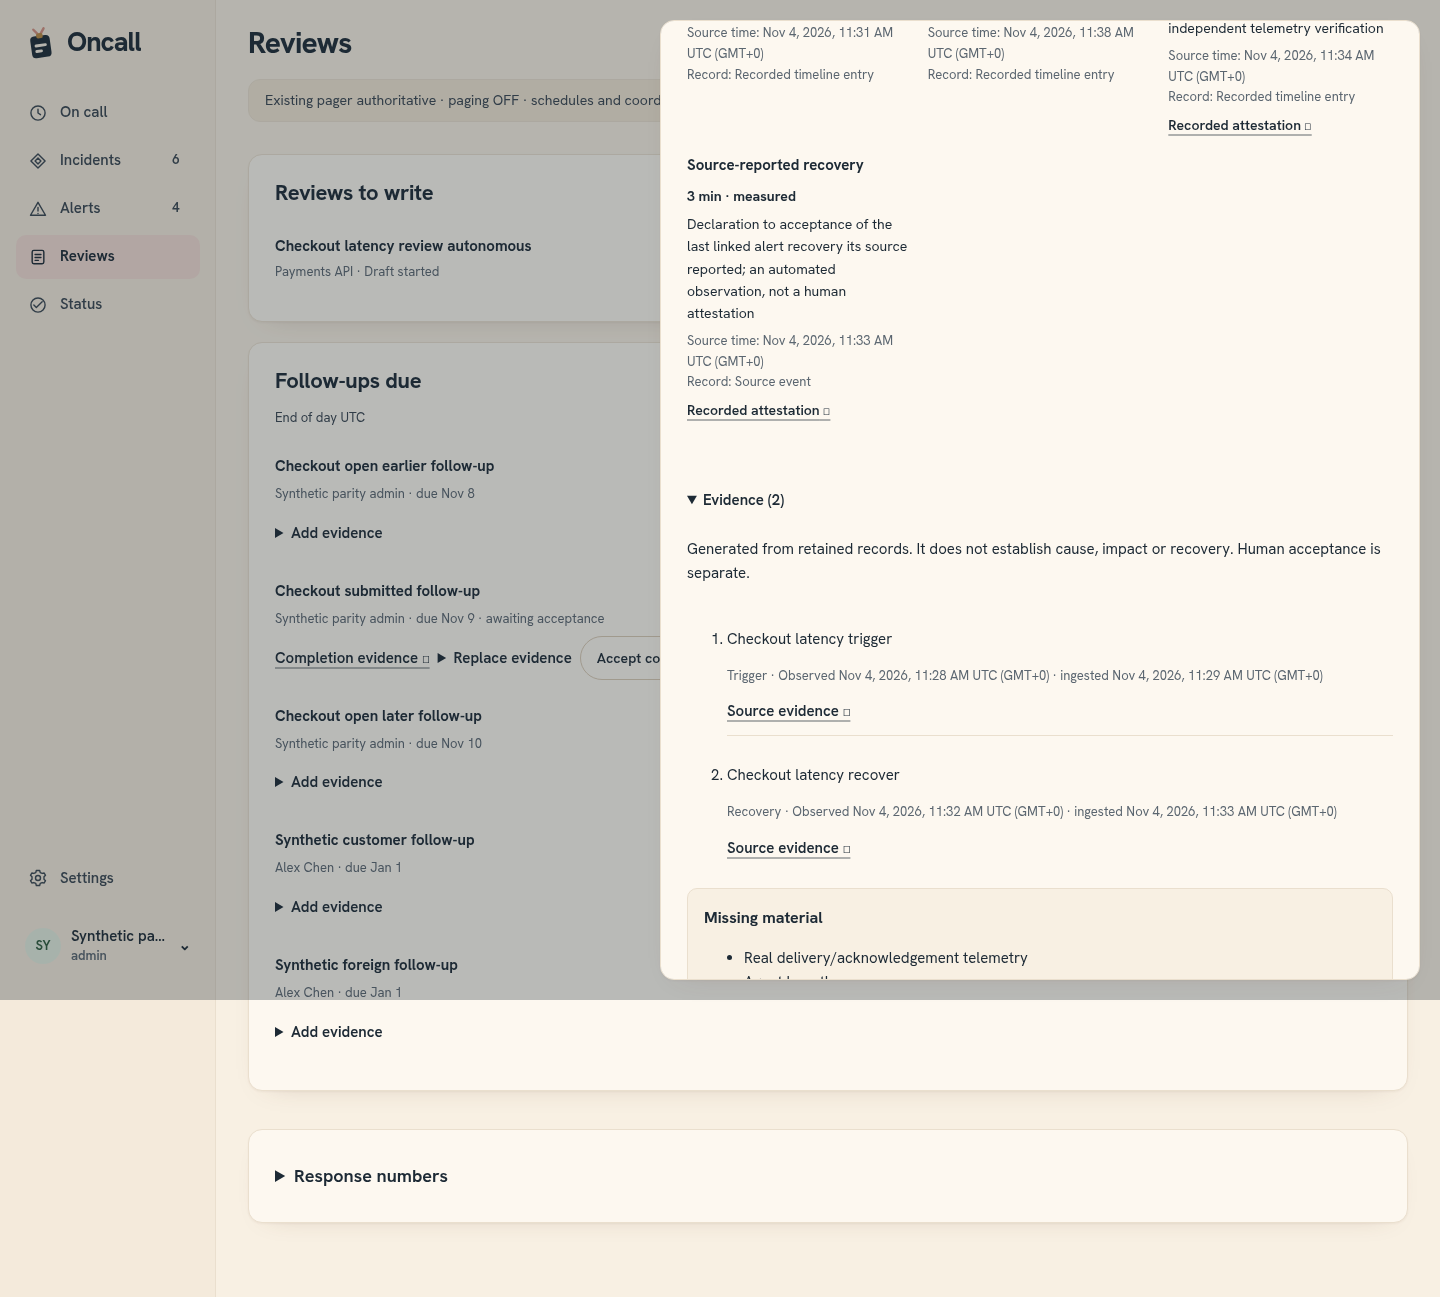 Oncall
On call
Incidents 6
Alerts 4
Reviews
Status
Settings
SY
Synthetic pa...
admin
Reviews
Existing pager authoritative · paging OFF · schedules and coord
Reviews to write
Checkout latency review autonomous
Payments API · Draft started
Follow-ups due
End of day UTC
Checkout open earlier follow-up
Synthetic parity admin · due Nov 8
Add evidence
Checkout submitted follow-up
Synthetic parity admin · due Nov 9 · awaiting acceptance
Completion evidence Replace evidence Accept co
Checkout open later follow-up
Synthetic parity admin · due Nov 10
Add evidence
Synthetic customer follow-up
Alex Chen · due Jan 1
Add evidence
Synthetic foreign follow-up
Alex Chen · due Jan 1
Add evidence
Response numbers
Source time: Nov 4, 2026, 11:31 AM
UTC (GMT+0)
Record: Recorded timeline entry
Source time: Nov 4, 2026, 11:38 AM
UTC (GMT+0)
Record: Recorded timeline entry
independent telemetry verification
Source time: Nov 4, 2026, 11:34 AM
UTC (GMT+0)
Record: Recorded timeline entry
Recorded attestation
Source-reported recovery
3 min · measured
Declaration to acceptance of the
last linked alert recovery its source
reported; an automated
observation, not a human
attestation
Source time: Nov 4, 2026, 11:33 AM
UTC (GMT+0)
Record: Source event
Recorded attestation
Evidence (2)
Generated from retained records. It does not establish cause, impact or recovery. Human acceptance is
separate.
1. Checkout latency trigger
Trigger · Observed Nov 4, 2026, 11:28 AM UTC (GMT+0) · ingested Nov 4, 2026, 11:29 AM UTC (GMT+0)
Source evidence
2. Checkout latency recover
Recovery · Observed Nov 4, 2026, 11:32 AM UTC (GMT+0) · ingested Nov 4, 2026, 11:33 AM UTC (GMT+0)
Source evidence
Missing material
• Real delivery/acknowledgement telemetry